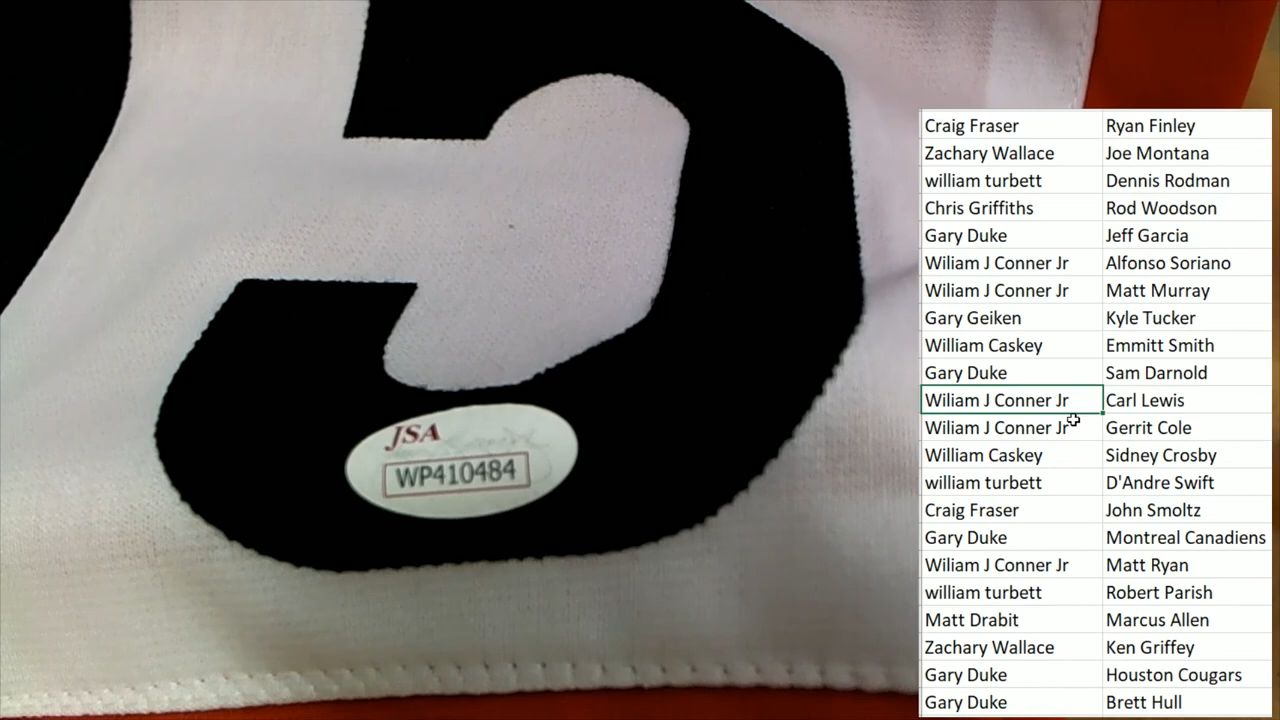 5
JSA
WP410484
Craig Fraser Ryan Finley
Zachary Wallace Joe Montana
william turbett Dennis Rodman
Chris Griffiths Rod Woodson
Gary Duke Jeff Garcia
Wiliam J Conner Jr Alfonso Soriano
Wiliam J Conner Jr Matt Murray
Gary Geiken Kyle Tucker
William Caskey Emmitt Smith
Gary Duke Sam Darnold
Wiliam J Conner Jr Carl Lewis
Wiliam J Conner Jr Gerrit Cole
William Caskey Sidney Crosby
william turbett D'Andre Swift
Craig Fraser John Smoltz
Gary Duke Montreal Canadiens
Wiliam J Conner Jr Matt Ryan
william turbett Robert Parish
Matt Drabit Marcus Allen
Zachary Wallace Ken Griffey
Gary Duke Houston Cougars
Gary Duke Brett Hull